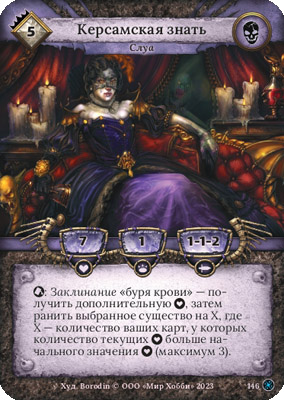 5
Керсамская знать
Слуа
7 1 1-1-2
: Заклинание «буря крови» — по-
лучить дополнительную , затем
ранить выбранное существо на X, где
X — количество ваших карт, у которых
количество текущих больше на-
чального значения (максимум 3).
Худ. Borodin © ООО «Мир Хобби» 2023 146